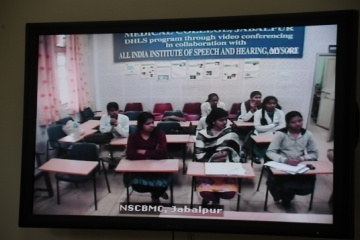 MEDICAL COLLEGE, JABALPUR
DHLS program through video conferencing
In collaboration with
ALL INDIA INSTITUTE OF SPEECH AND HEARING, MYSORE
NSCBMC, Jabalpur